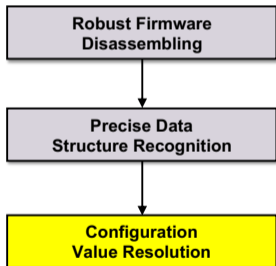 Robust Firmware
Disassembling
Precise Data
Structure Recognition
Configuration
Value Resolution